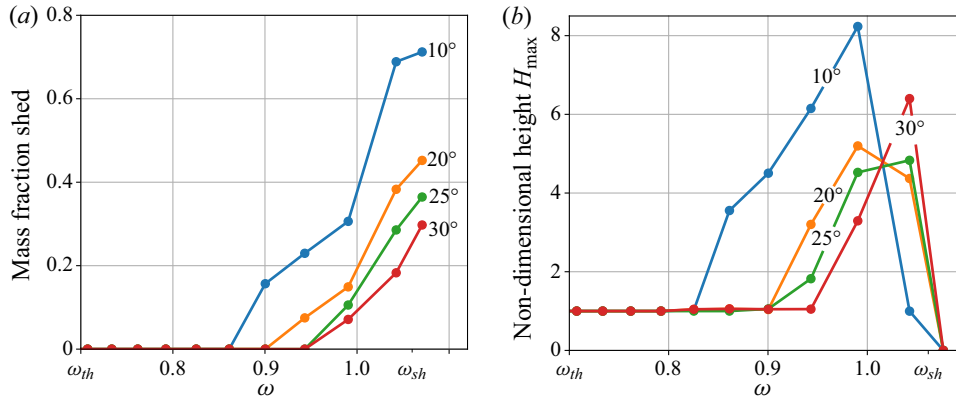 (a)
0.8
0.6
0.4
0.2
0
Mass fraction shed
10°
20°
25°
30°
ω_th
0.8
0.9
1.0
ω_sh
ω
(b)
8
6
4
2
0
Non-dimensional height H_max
10°
20°
25°
30°
ω_th
0.8
0.9
1.0
ω_sh
ω